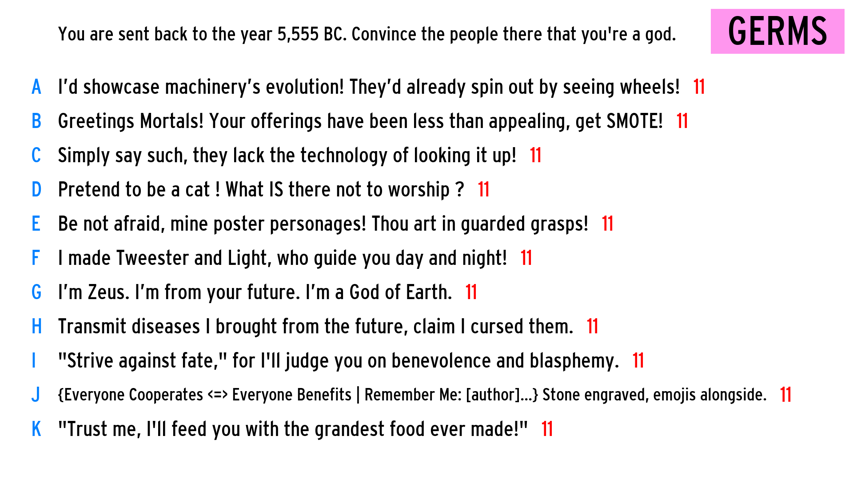 You are sent back to the year 5,555 BC. Convince the people there that you're a god.
GERMS
A I'd showcase machinery's evolution! They'd already spin out by seeing wheels! 11
B Greetings Mortals! Your offerings have been less than appealing, get SMOTE! 11
C Simply say such, they lack the technology of looking it up! 11
D Pretend to be a cat ! What IS there not to worship ? 11
E Be not afraid, mine poster personages! Thou art in guarded grasps! 11
F I made Tweester and Light, who guide you day and night! 11
G I'm Zeus. I'm from your future. I'm a God of Earth. 11
H Transmit diseases I brought from the future, claim I cursed them. 11
I "Strive against fate," for I'll judge you on benevolence and blasphemy. 11
J {Everyone Cooperates <=> Everyone Benefits | Remember Me: [author]...} Stone engraved, emojis alongside. 11
K "Trust me, I'll feed you with the grandest food ever made!" 11